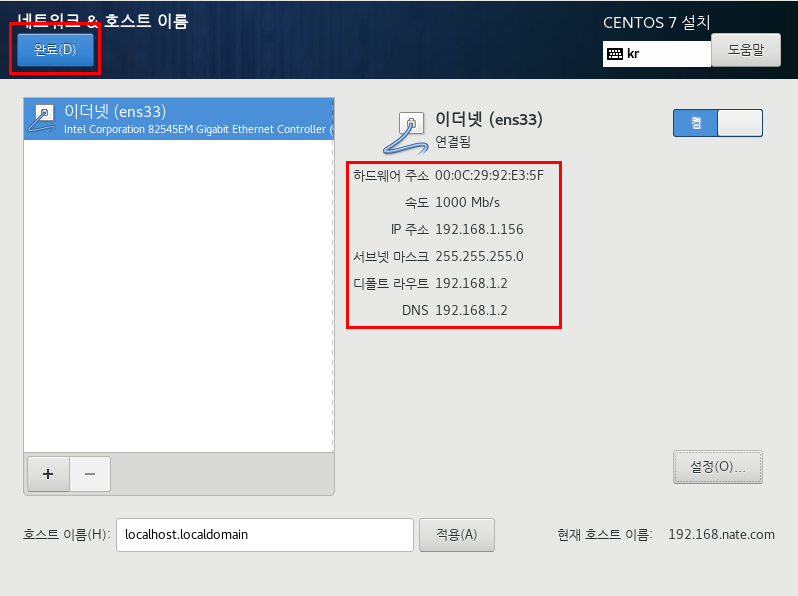 네트워크 & 호스트 이름
CENTOS 7 설치
완료(D)
kr
도움말
이더넷 (ens33)
Intel Corporation 82545EM Gigabit Ethernet Controller (
이더넷 (ens33)
연결됨
켬
하드웨어 주소 00:0C:29:92:E3:5F
속도 1000 Mb/s
IP 주소 192.168.1.156
서브넷 마스크 255.255.255.0
디폴트 라우트 192.168.1.2
DNS 192.168.1.2
+ −
설정(O)...
호스트 이름(H): localhost.localdomain 적용(A) 현재 호스트 이름: 192.168.nate.com